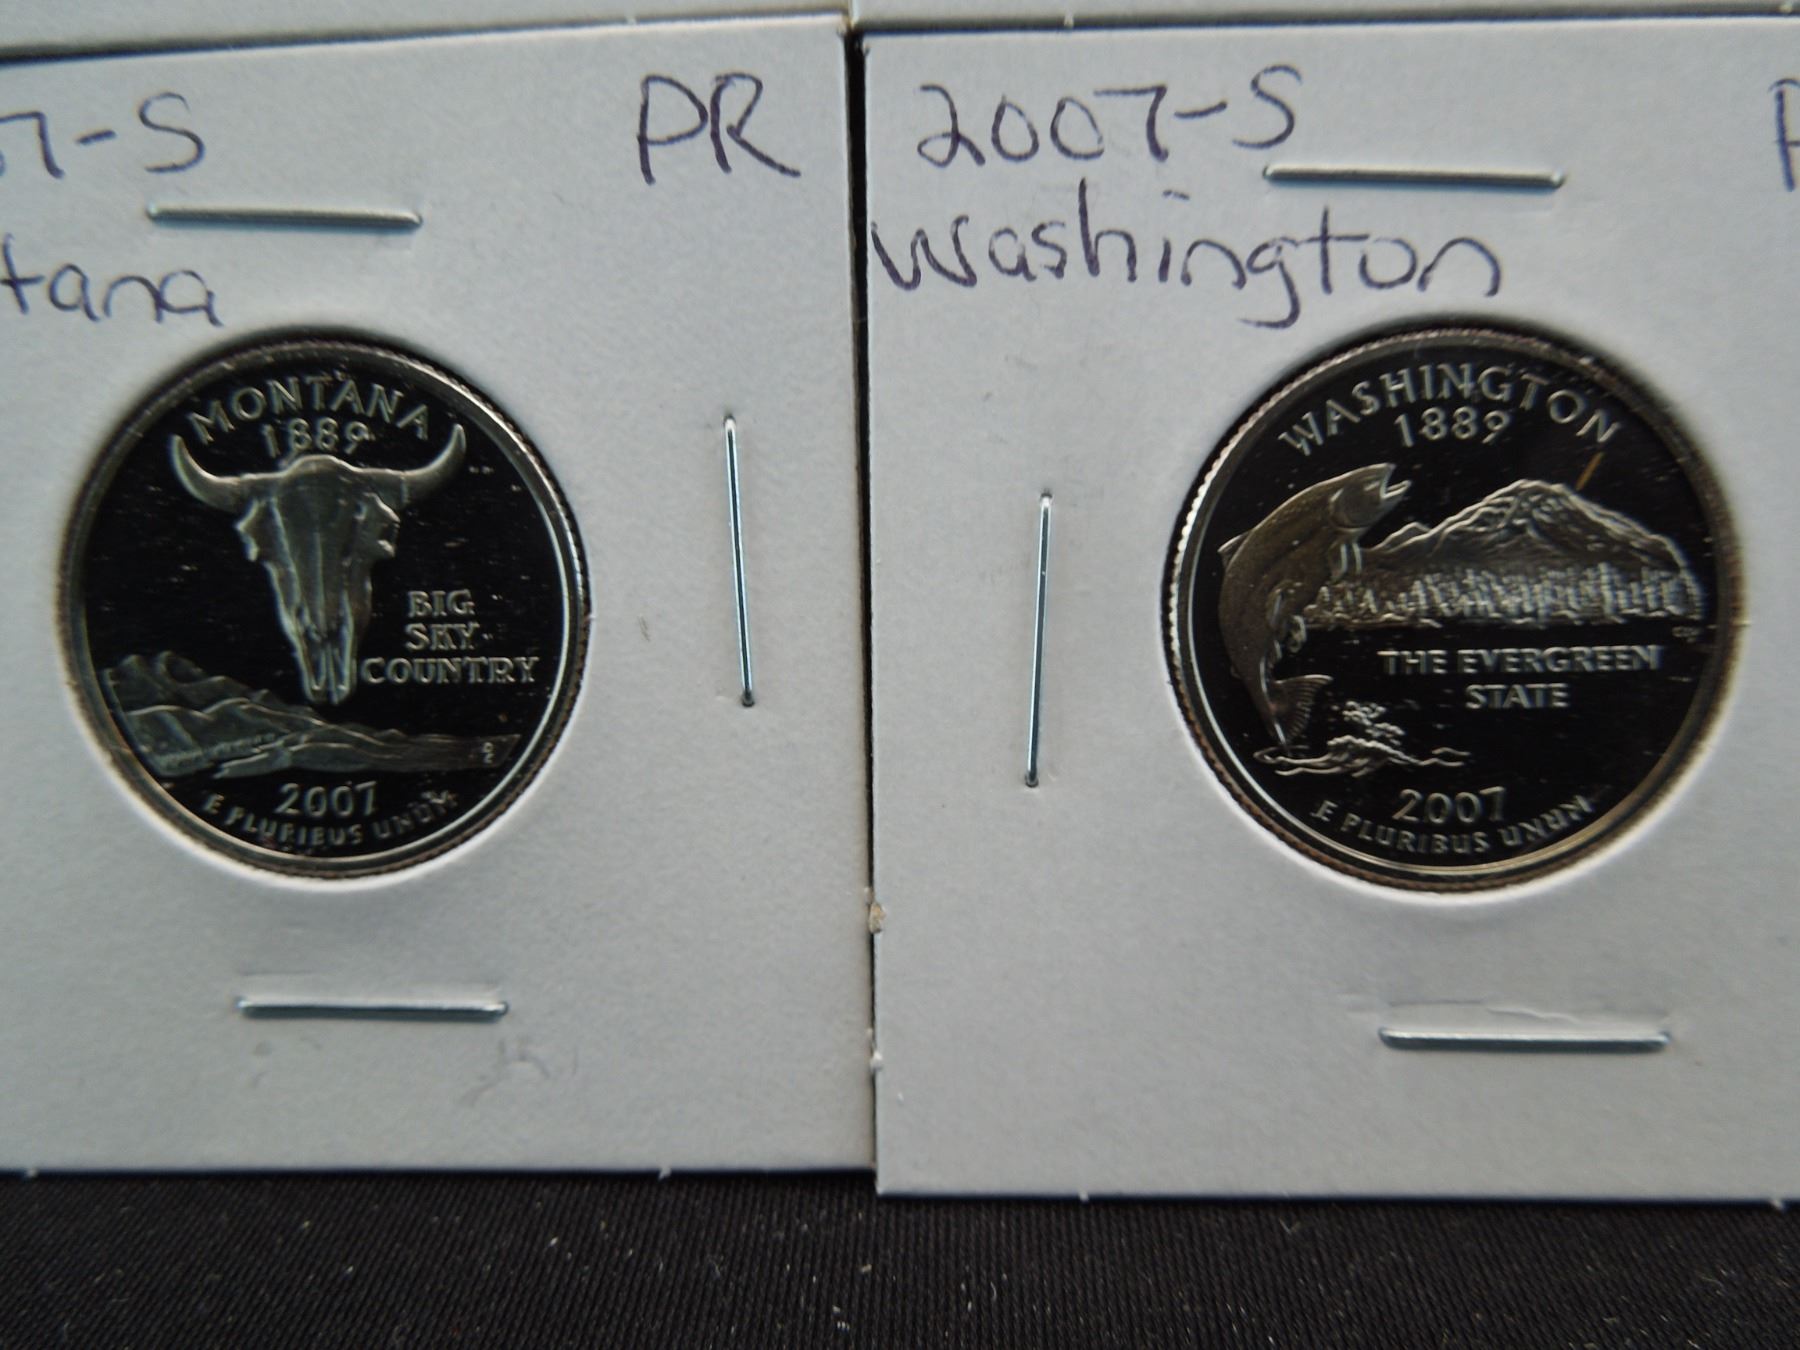 7-S
PR
tana
MONTANA
1889
BIG
SKY
COUNTRY
2007
E PLURIBUS UNUM
2007-S
Washington
WASHINGTON
1889
THE EVERGREEN
STATE
2007
E PLURIBUS UNUM